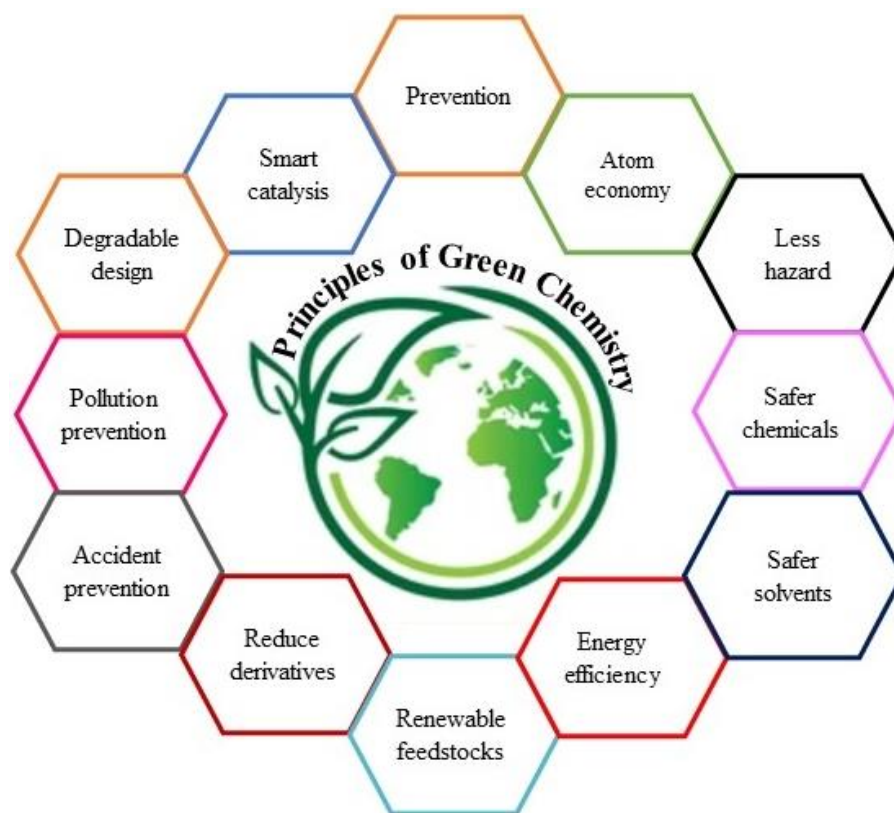 Prevention
Atom
economy
Less
hazard
Safer
chemicals
Safer
solvents
Energy
efficiency
Renewable
feedstocks
Reduce
derivatives
Accident
prevention
Pollution
prevention
Degradable
design
Smart
catalysis
Principles of Green Chemistry